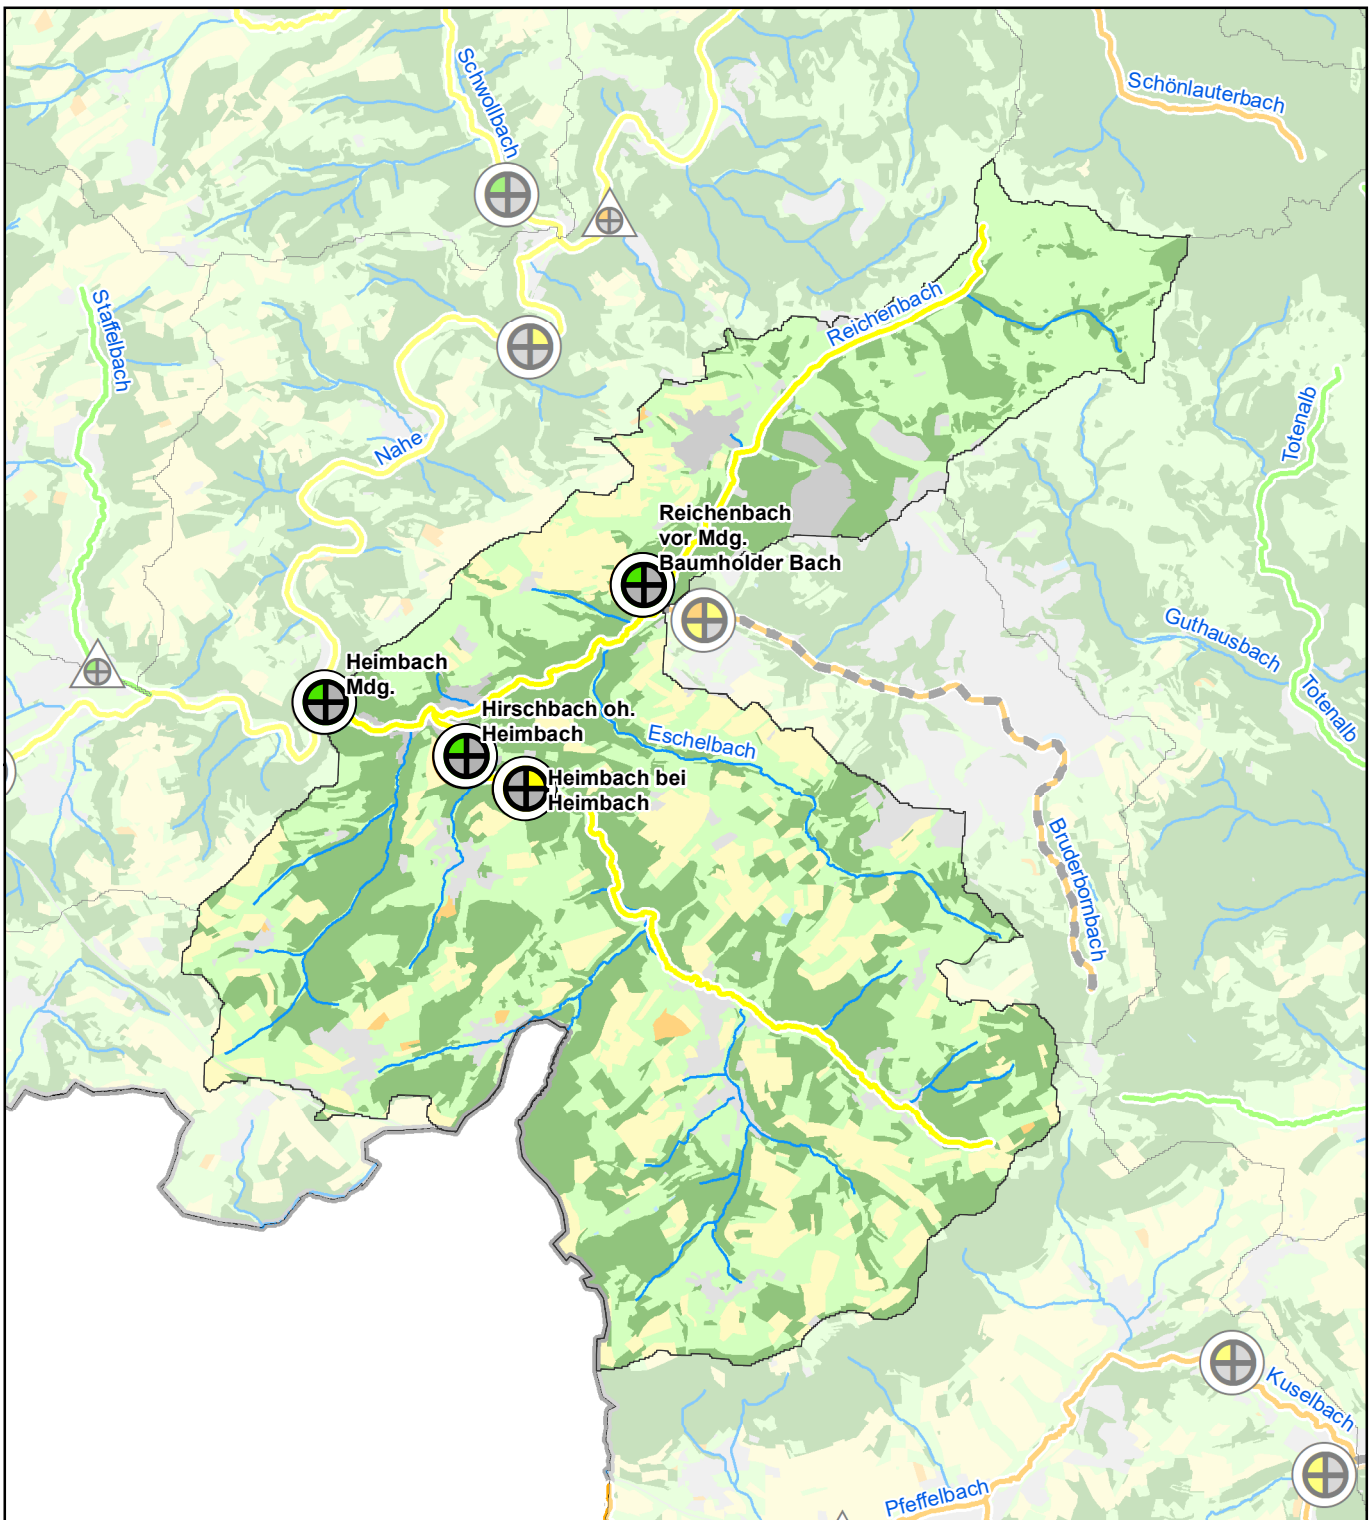 Schwollbach
Schönlauterbach
Staffelbach
Reichenbach
Nahe
Totenalb
Reichenbach
vor Mdg.
Baumholder Bach
Guthausbach
Totenalb
Heimbach
Mdg.
Hirschbach oh.
Heimbach
Eschelbach
Heimbach bei
Heimbach
Bruderbornbach
Kuselbach
Pfeffelbach